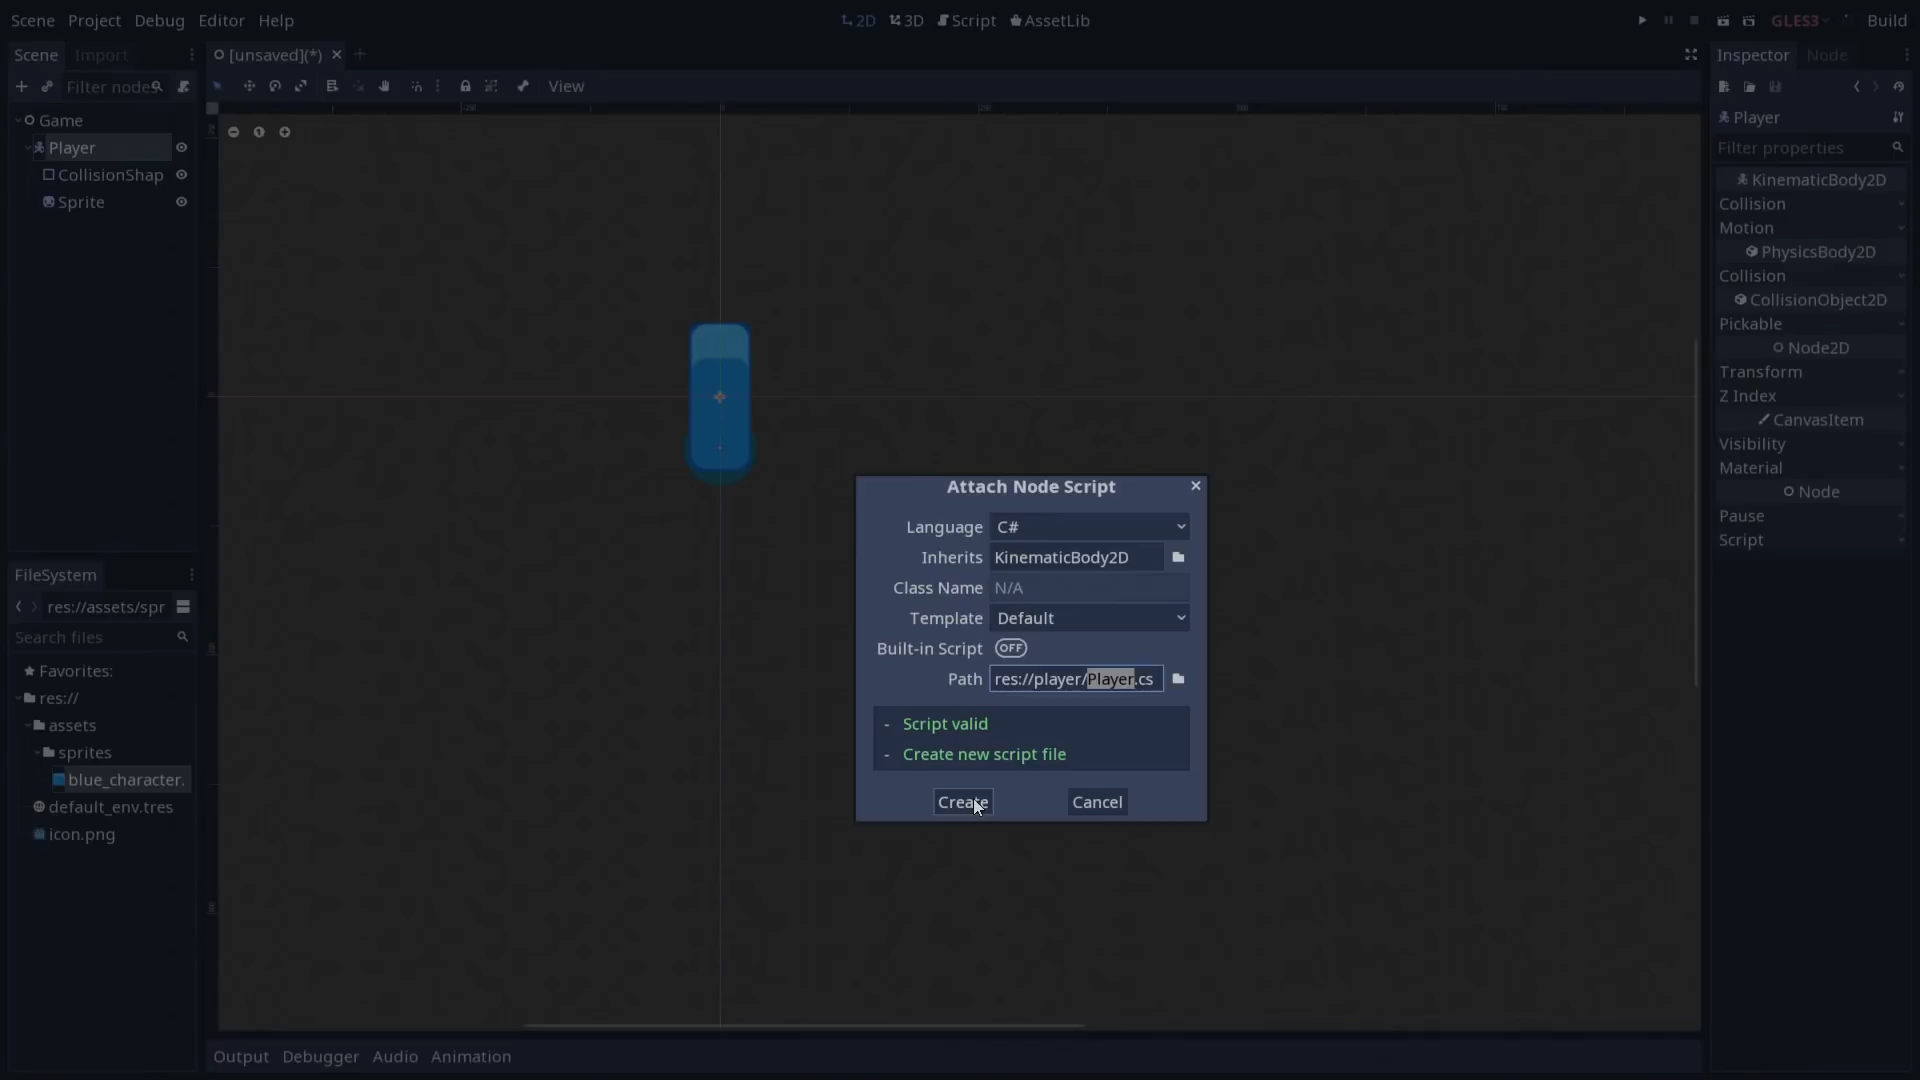 Scene Project Debug Editor Help 2D 3D Script AssetLib GLES3 Build
Scene Import
[unsaved](*)
Inspector Node
Filter nodes
View
Game
Player
CollisionShap
Sprite
FileSystem
res://assets/spr
Search files
Favorites:
res://
assets
sprites
blue_character.
default_env.tres
icon.png
Attach Node Script
Language C#
Inherits KinematicBody2D
Class Name N/A
Template Default
Built-in Script OFF
Path res://player/Player.cs
- Script valid
- Create new script file
Create Cancel
Player
Filter properties
KinematicBody2D
Collision
Motion
PhysicsBody2D
Collision
CollisionObject2D
Pickable
Node2D
Transform
Z Index
CanvasItem
Visibility
Material
Node
Pause
Script
Output Debugger Audio Animation